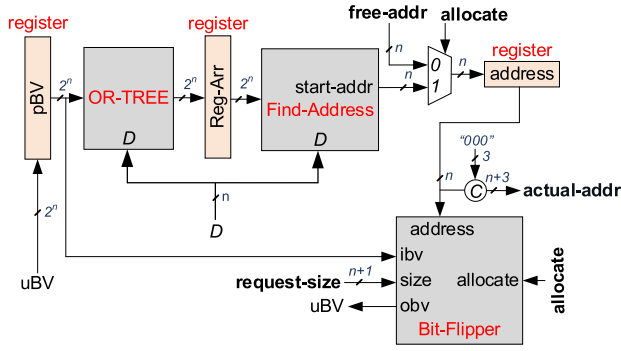 free-addr
allocate
register
register
register
n
pBV
2ⁿ
OR-TREE
2ⁿ
Reg-Arr
2ⁿ
start-addr
Find-Address
n
0
1
n
address
D
D
"000"
3
n
D
2ⁿ
n
C
n+3
actual-addr
address
ibv
uBV
request-size
n+1
size
allocate
allocate
uBV
obv
Bit-Flipper